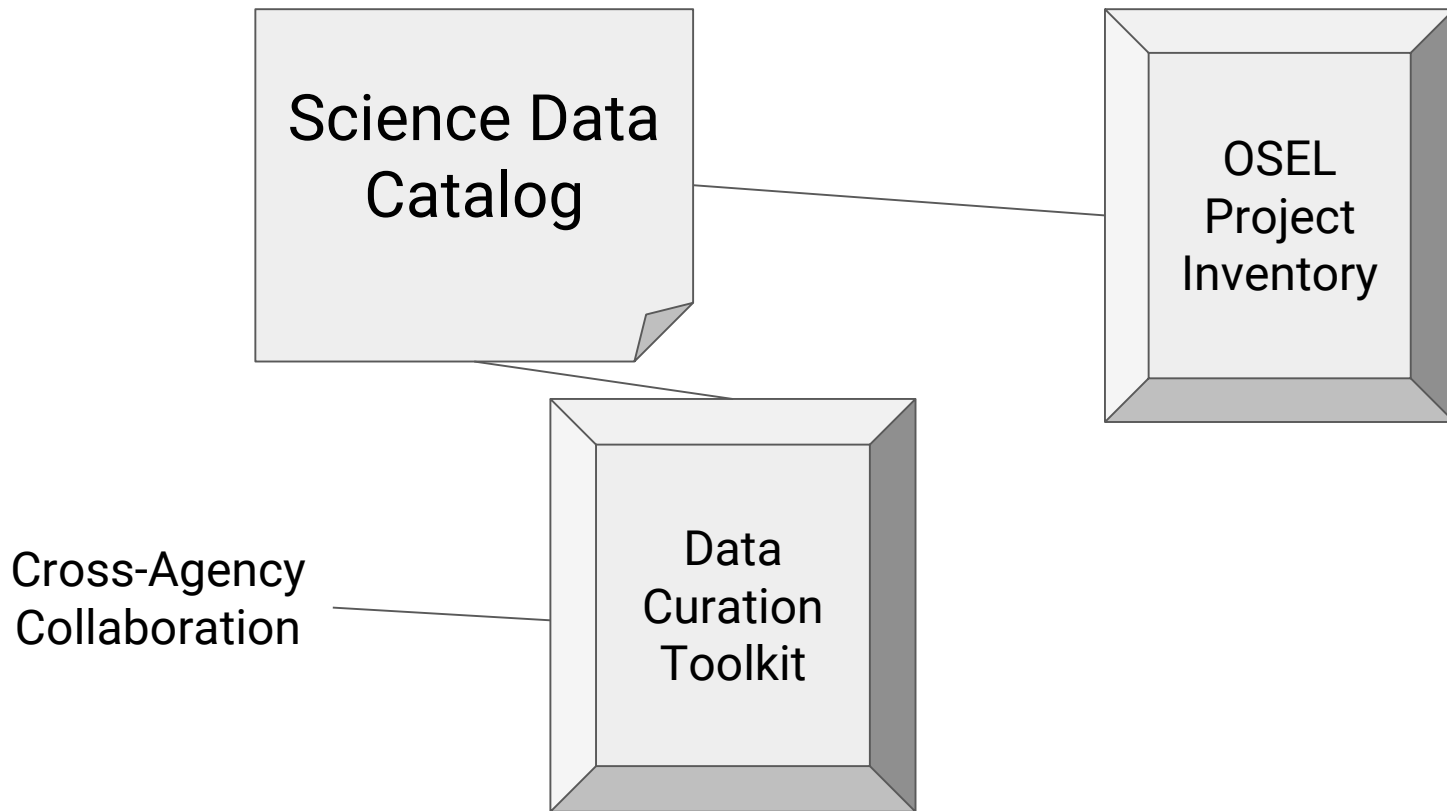 Science Data
Catalog
OSEL
Project
Inventory
Cross-Agency
Collaboration
Data
Curation
Toolkit